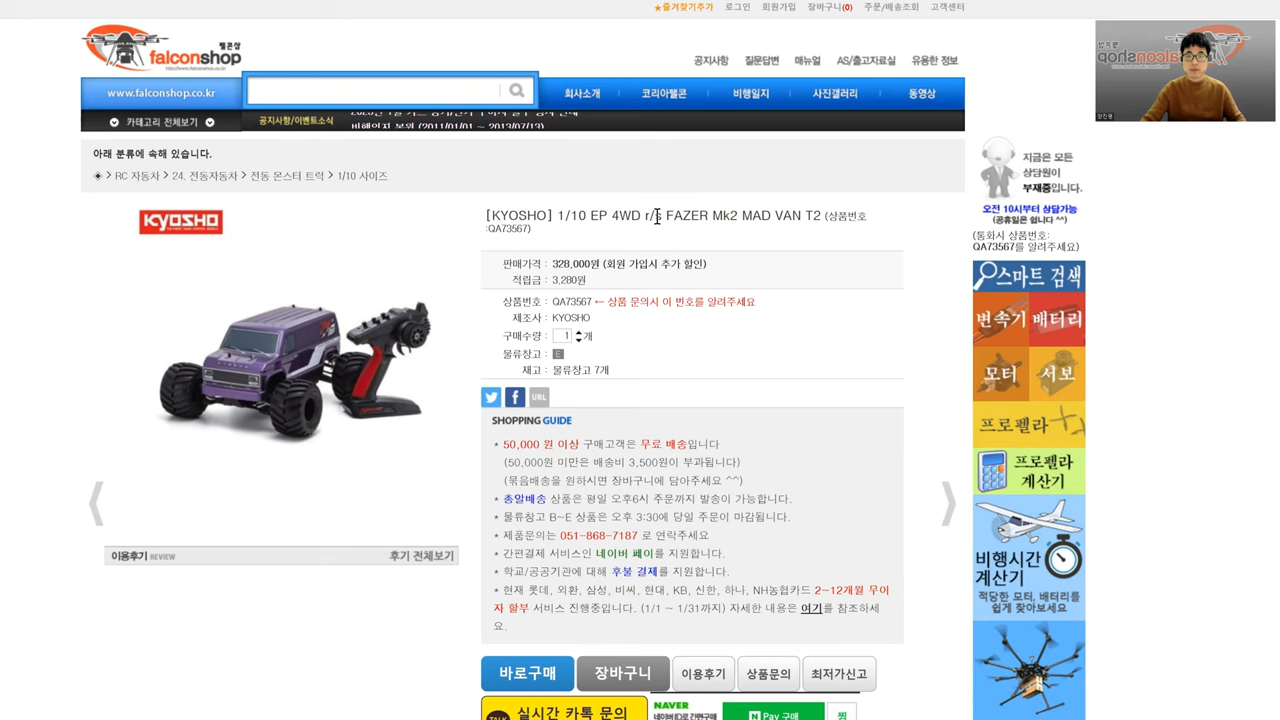 ★즐겨찾기추가 로그인 회원가입 장바구니(0) 주문/배송조회 고객센터
팰콘샵
falconshop
http://www.falconshop.co.kr
공지사항 질문답변 매뉴얼 AS/출고자료실 유용한 정보
www.falconshop.co.kr
회사소개 코리아팰콘 비행일지 사진갤러리 동영상
카테고리 전체보기
공지사항/이벤트소식
비행일지 복원 (2011/01/01 ~ 2013/07/13)
아래 분류에 속해 있습니다.
◈ > RC 자동차 > 24. 전동자동차 > 전동 몬스터 트럭 > 1/10 사이즈
KYOSHO
[KYOSHO] 1/10 EP 4WD r/s FAZER Mk2 MAD VAN T2 (상품번호
:QA73567)
판매가격 : 328,000원 (회원 가입시 추가 할인)
적립금 : 3,280원
상품번호 : QA73567 ← 상품 문의시 이 번호를 알려주세요
제조사 : KYOSHO
구매수량 : 1 개
물류창고 : E
재고 : 물류창고 7개
URL
SHOPPING GUIDE
* 50,000 원 이상 구매고객은 무료 배송입니다
(50,000원 미만은 배송비 3,500원이 부과됩니다)
(묶음배송을 원하시면 장바구니에 담아주세요 ^^)
* 총알배송 상품은 평일 오후6시 주문까지 발송이 가능합니다.
* 물류창고 B~E 상품은 오후 3:30에 당일 주문이 마감됩니다.
* 제품문의는 051-868-7187 로 연락주세요
* 간편결제 서비스인 네이버 페이를 지원합니다.
* 학교/공공기관에 대해 후불 결제를 지원합니다.
* 현재 롯데, 외환, 삼성, 비씨, 현대, KB, 신한, 하나, NH농협카드 2~12개월 무이
자 할부 서비스 진행중입니다. (1/1 ~ 1/31까지) 자세한 내용은 여기를 참조하세
요.
이용후기 REVIEW 후기 전체보기
바로구매 장바구니 이용후기 상품문의 최저가신고
TALK 실시간 카톡 문의
NAVER
네이버 ID로 간편구매
N Pay 구매 찜
지금은 모든
상담원이
부재중입니다.
오전 10시부터 상담가능
(공휴일은 쉽니다 ^^)
(통화시 상품번호:
QA73567를 알려주세요)
스마트 검색
변속기 배터리
모터 서보
프로펠라
프로펠라
계산기
비행시간
계산기
적당한 모터, 배터리를
쉽게 찾아보세요